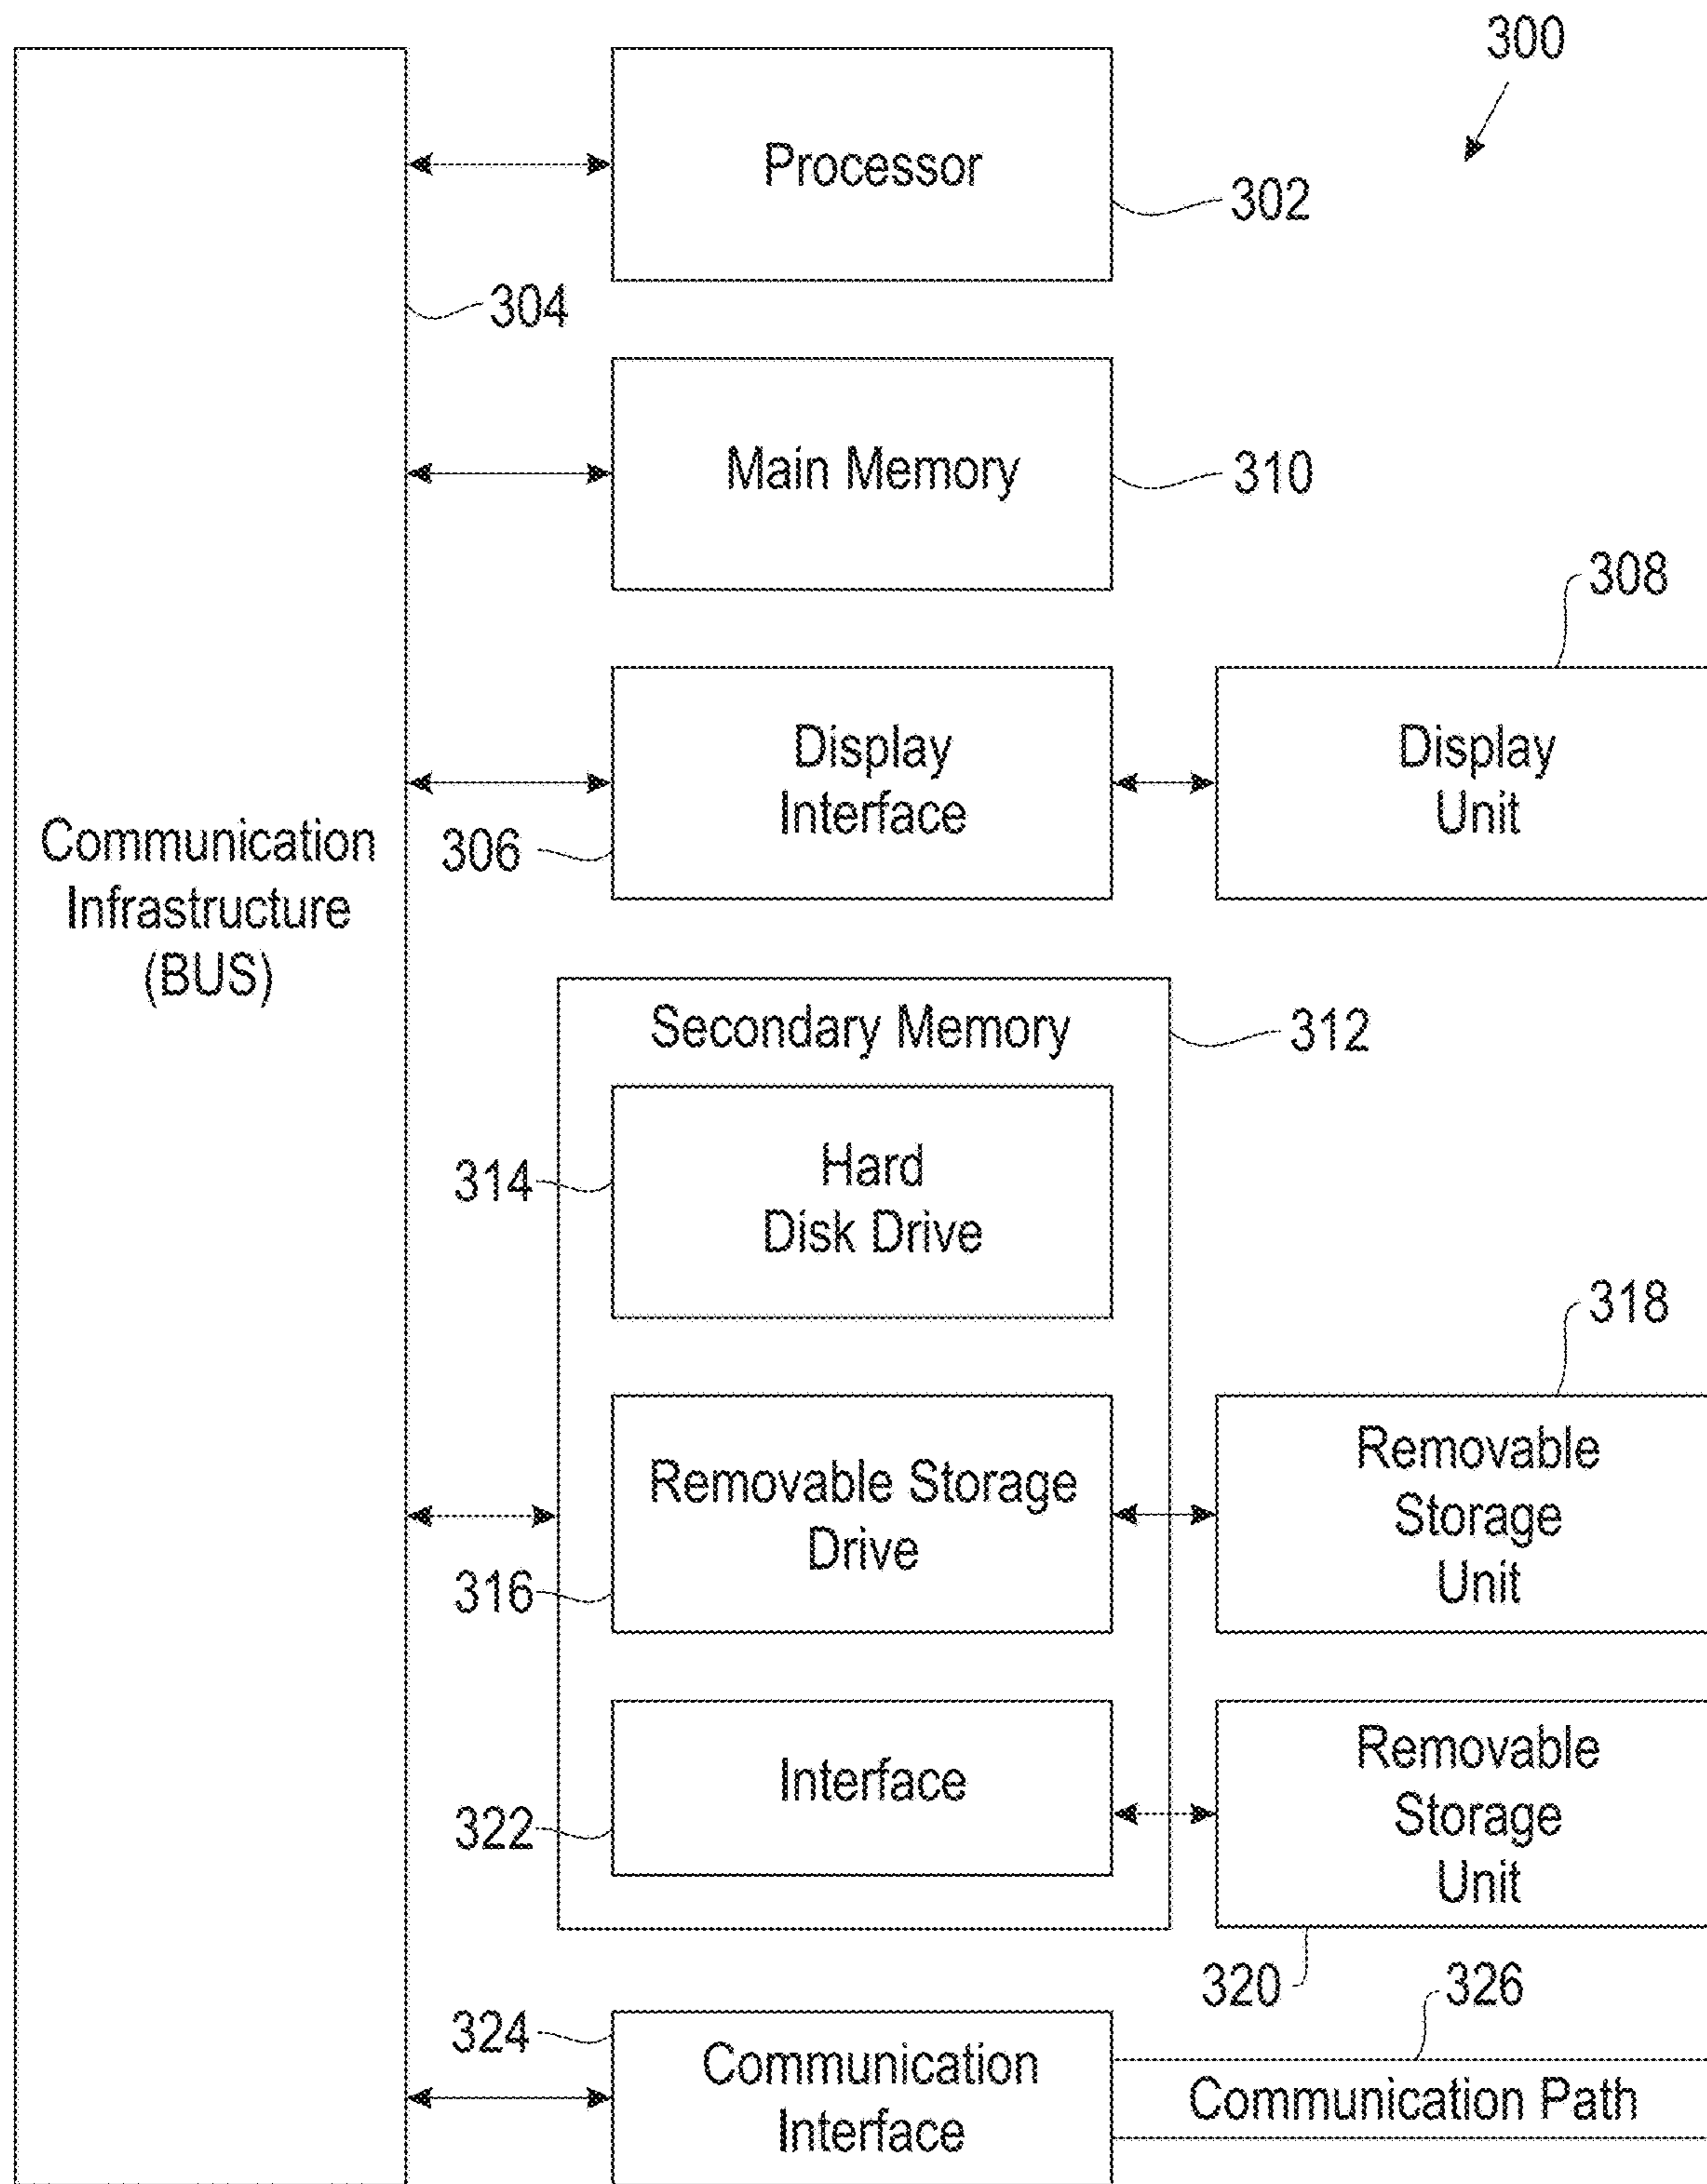 300
Processor
302
304
Main Memory
310
308
Display
Interface
306
Display
Unit
Communication
Infrastructure
(BUS)
Secondary Memory
312
Hard
Disk Drive
314
318
Removable Storage
Drive
316
Removable
Storage
Unit
Interface
322
Removable
Storage
Unit
320
326
324
Communication
Interface
Communication Path